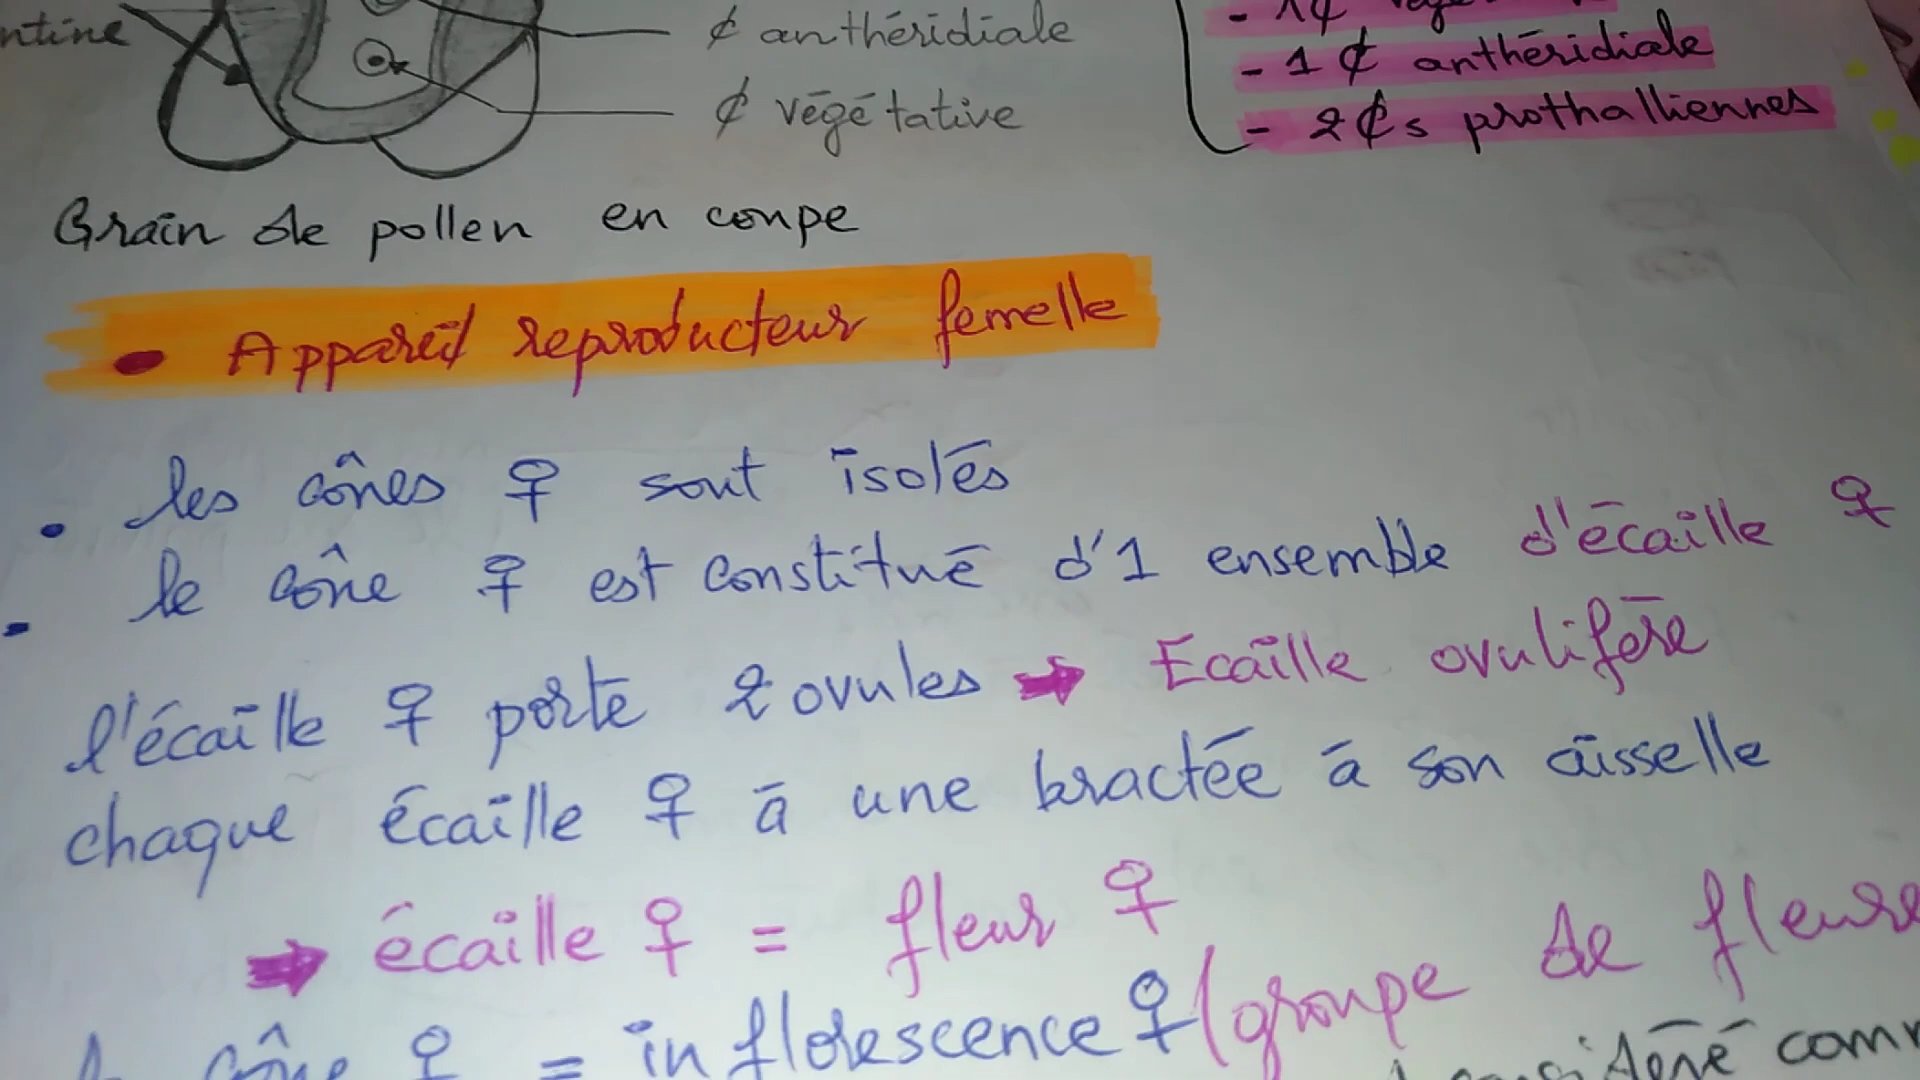 ¢ anthéridiale
¢ végétative
- 1 ¢ anthéridiale
- 2 ¢s prothalliennes
Grain de pollen en coupe
• Appareil reproducteur femelle
• les cônes ♀ sont isolés
• le cône ♀ est constitué d'1 ensemble d'écaille ♀
l'écaille ♀ porte 2 ovules → Ecaille ovulifère
chaque écaille ♀ à une bractée à son aisselle
→ écaille ♀ = fleur ♀
cône ♀ = inflorescence ♀ (groupe de fleurs